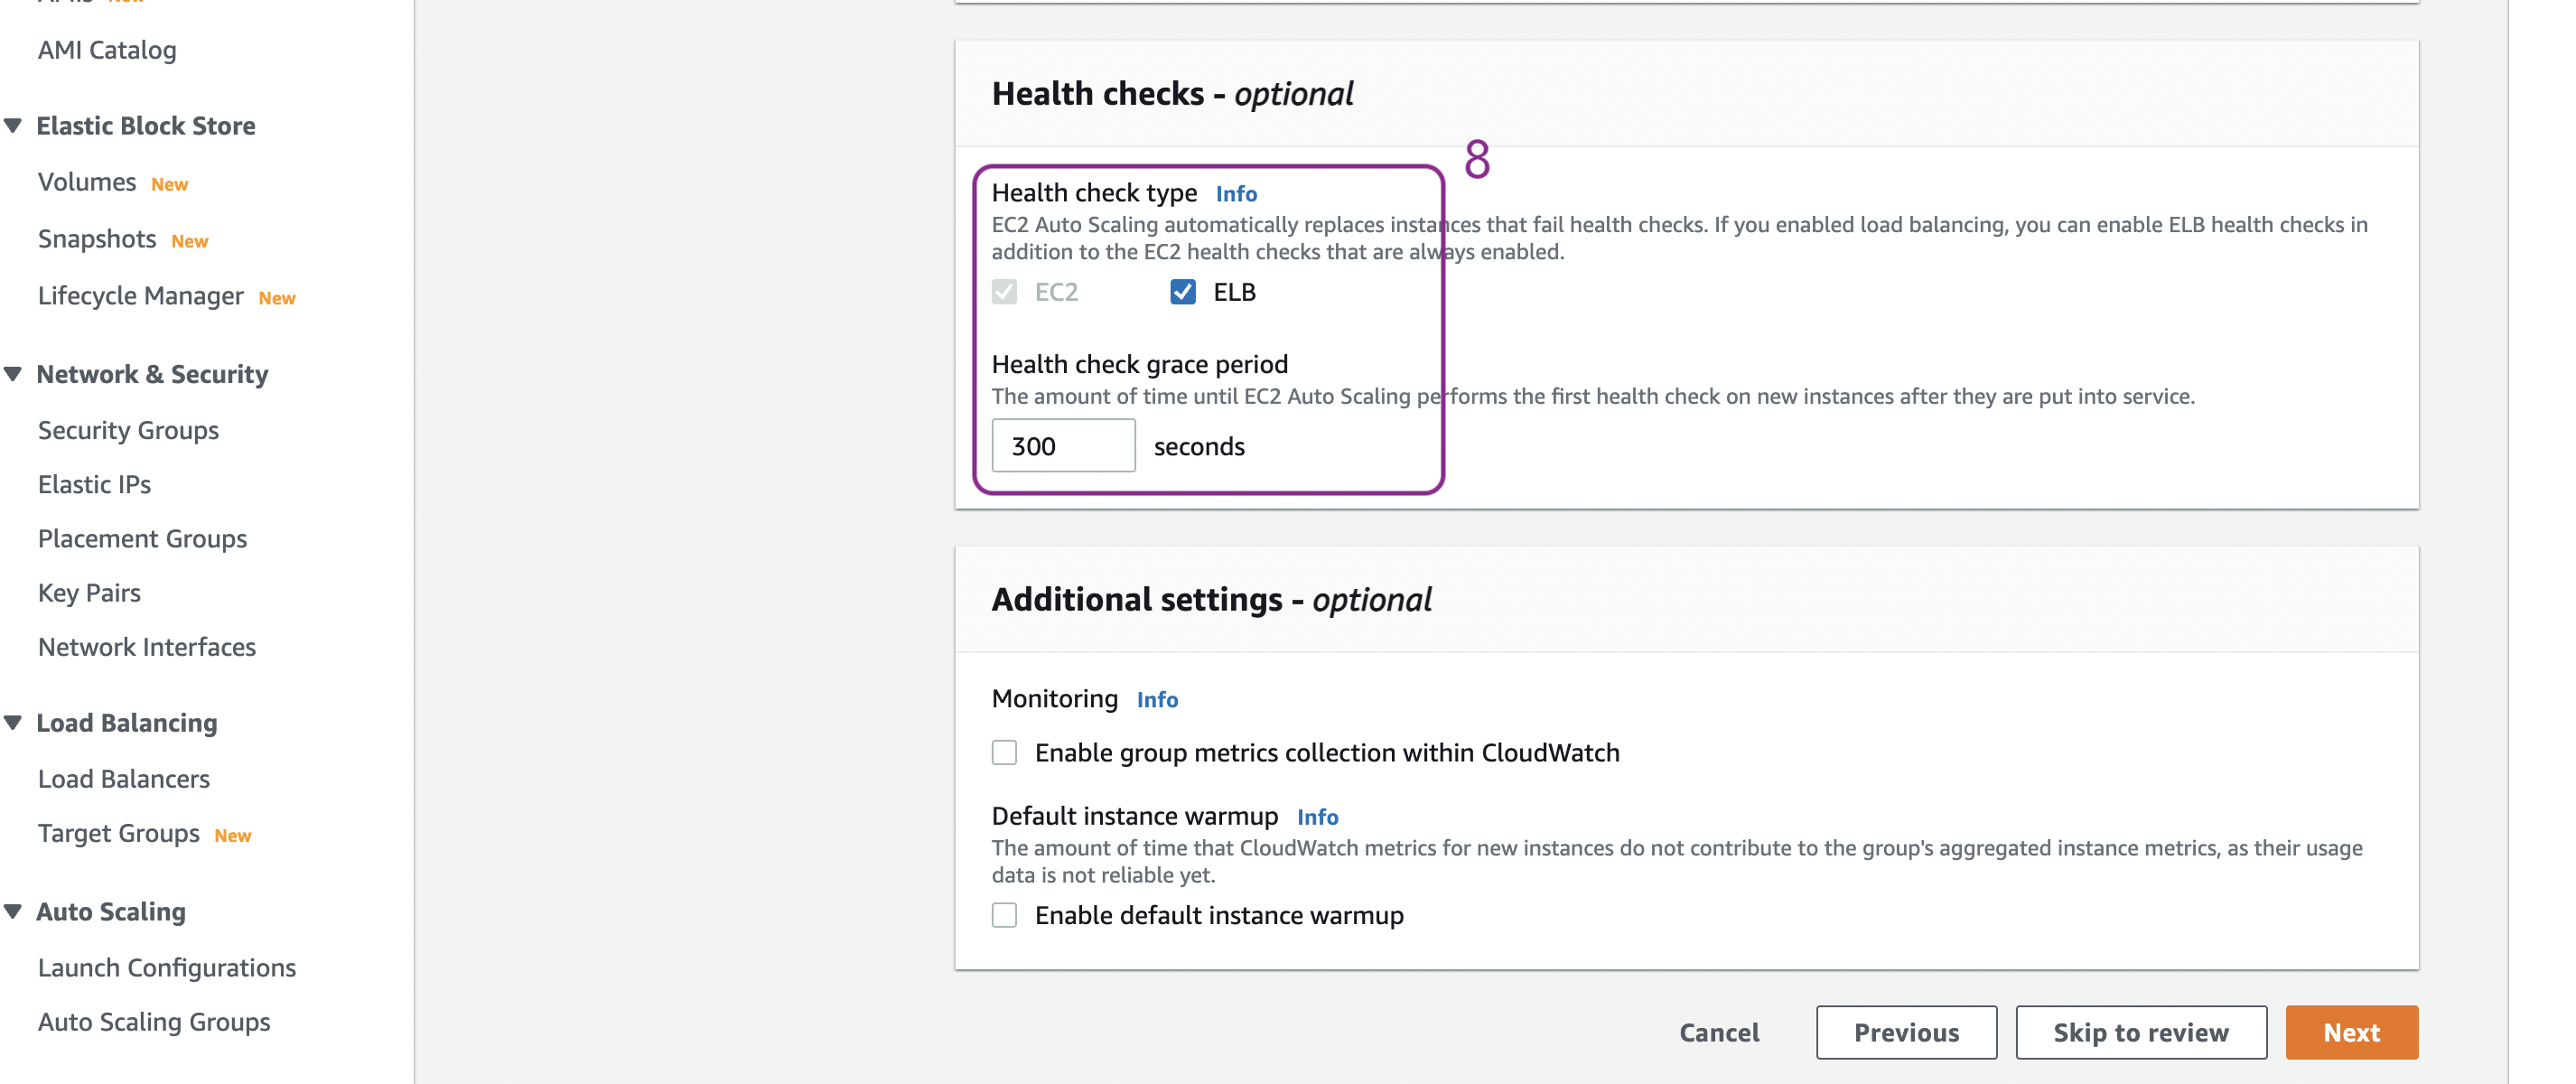 AMI Catalog
Elastic Block Store
Volumes New
Snapshots New
Lifecycle Manager New
Network & Security
Security Groups
Elastic IPs
Placement Groups
Key Pairs
Network Interfaces
Load Balancing
Load Balancers
Target Groups New
Auto Scaling
Launch Configurations
Auto Scaling Groups
Health checks - optional
8
Health check type Info
EC2 Auto Scaling automatically replaces instances that fail health checks. If you enabled load balancing, you can enable ELB health checks in
addition to the EC2 health checks that are always enabled.
EC2 ELB
Health check grace period
The amount of time until EC2 Auto Scaling performs the first health check on new instances after they are put into service.
300 seconds
Additional settings - optional
Monitoring Info
Enable group metrics collection within CloudWatch
Default instance warmup Info
The amount of time that CloudWatch metrics for new instances do not contribute to the group's aggregated instance metrics, as their usage
data is not reliable yet.
Enable default instance warmup
Cancel Previous Skip to review Next